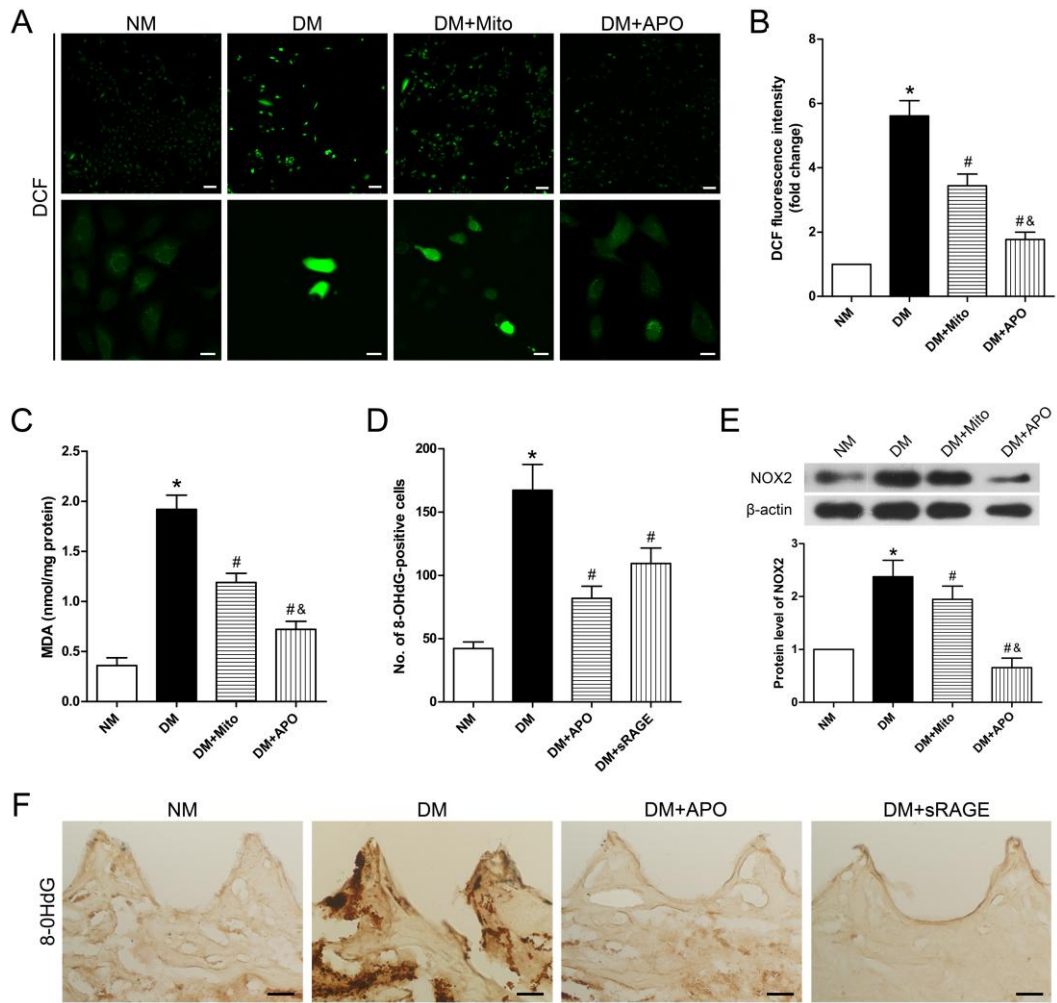 A
NM DM DM+Mito DM+APO
DCF
B
DCF fluorescence intensity
(fold change)
8
6
4
2
0
*
#
#&
NM DM DM+Mito DM+APO
C
MDA (nmol/mg protein)
2.5
2.0
1.5
1.0
0.5
0.0
*
#
#&
NM DM DM+Mito DM+APO
D
No. of 8-OHdG-positive cells
200
150
100
50
0
*
#
#
NM DM DM+APO DM+sRAGE
E
NM DM DM+Mito DM+APO
NOX2
β-actin
Protein level of NOX2
3
2
1
0
*
#
#&
NM DM DM+Mito DM+APO
F
NM DM DM+APO DM+sRAGE
8-0HdG